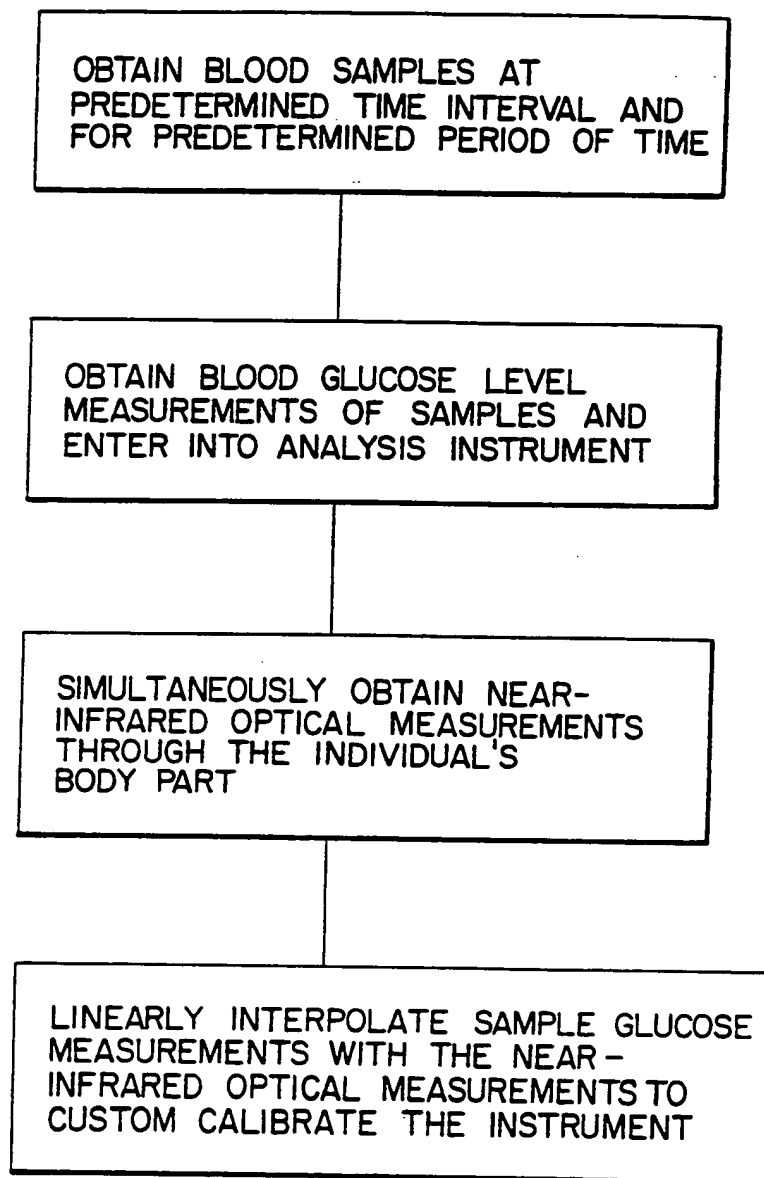 OBTAIN BLOOD SAMPLES AT
PREDETERMINED TIME INTERVAL AND
FOR PREDETERMINED PERIOD OF TIME
OBTAIN BLOOD GLUCOSE LEVEL
MEASUREMENTS OF SAMPLES AND
ENTER INTO ANALYSIS INSTRUMENT
SIMULTANEOUSLY OBTAIN NEAR-
INFRARED OPTICAL MEASUREMENTS
THROUGH THE INDIVIDUAL'S
BODY PART
LINEARLY INTERPOLATE SAMPLE GLUCOSE
MEASUREMENTS WITH THE NEAR-
INFRARED OPTICAL MEASUREMENTS TO
CUSTOM CALIBRATE THE INSTRUMENT